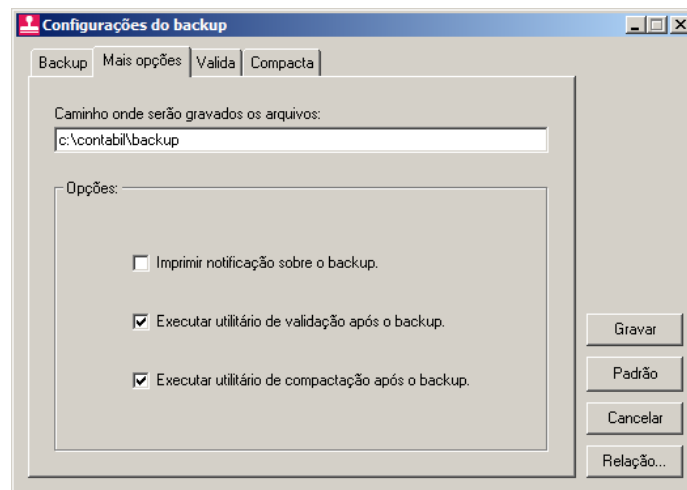 Configurações do backup
Backup Mais opções Valida Compacta
Caminho onde serão gravados os arquivos:
c:\contabil\backup
Opções:
Imprimir notificação sobre o backup.
Executar utilitário de validação após o backup.
Executar utilitário de compactação após o backup.
Gravar
Padrão
Cancelar
Relação...